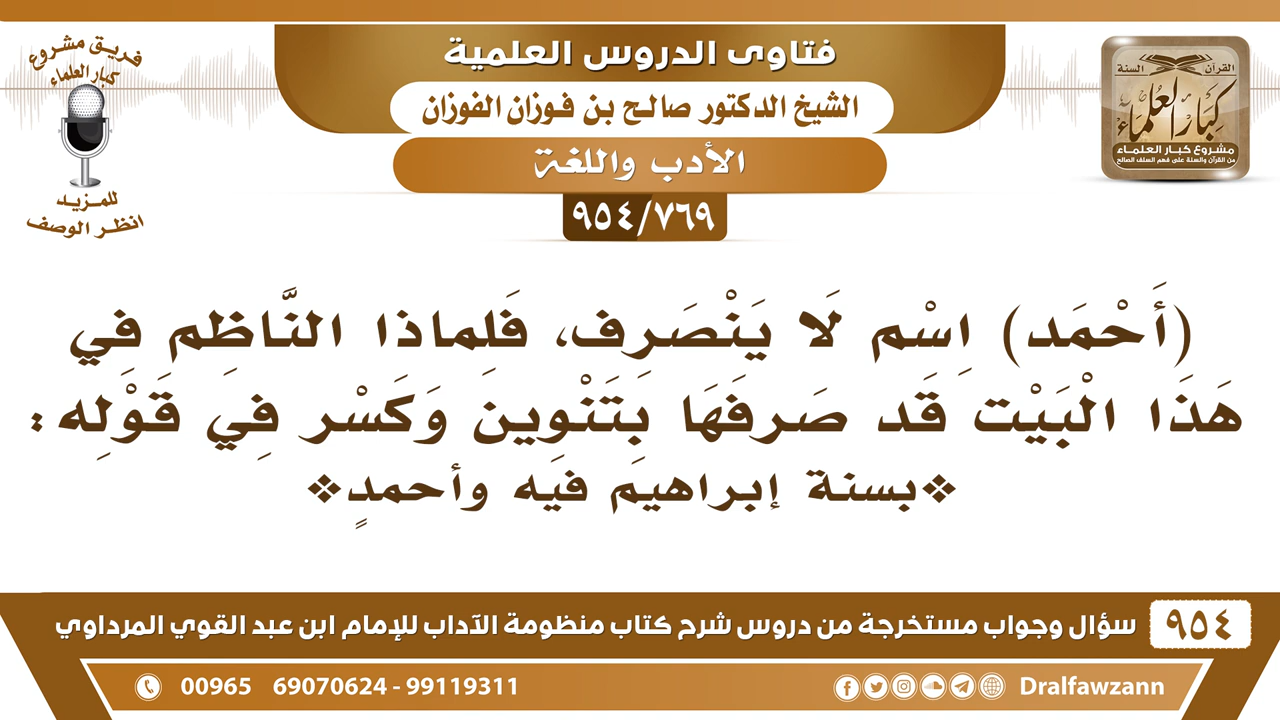 فريق مشروع
كبار العلماء
للمزيد
انظر الوصف
فتاوى الدروس العلمية
الشيخ الدكتور صالح بن فوزان الفوزان
الأدب واللغة
٩٥٤/٧٦٩
القرآن السنة
كبار العلماء
مشروع كبار العلماء
من القرآن والسنة على فهم السلف الصالح
(أَحْمَد) اِسْم لَا يَنْصَرِف، فَلِماذا النَّاظِم فِي
هَذَا الْبَيْت قَد صَرفَهَا بِتَنْوِين وَكَسْر فِي قَوْلِه:
❖بسنة إبراهيم فيه وأحمدٍ❖
٩٥٤ سؤال وجواب مستخرجة من دروس شرح كتاب منظومة الآداب للإمام ابن عبد القوي المرداوي
00965 69070624 - 99119311
Dralfawzann